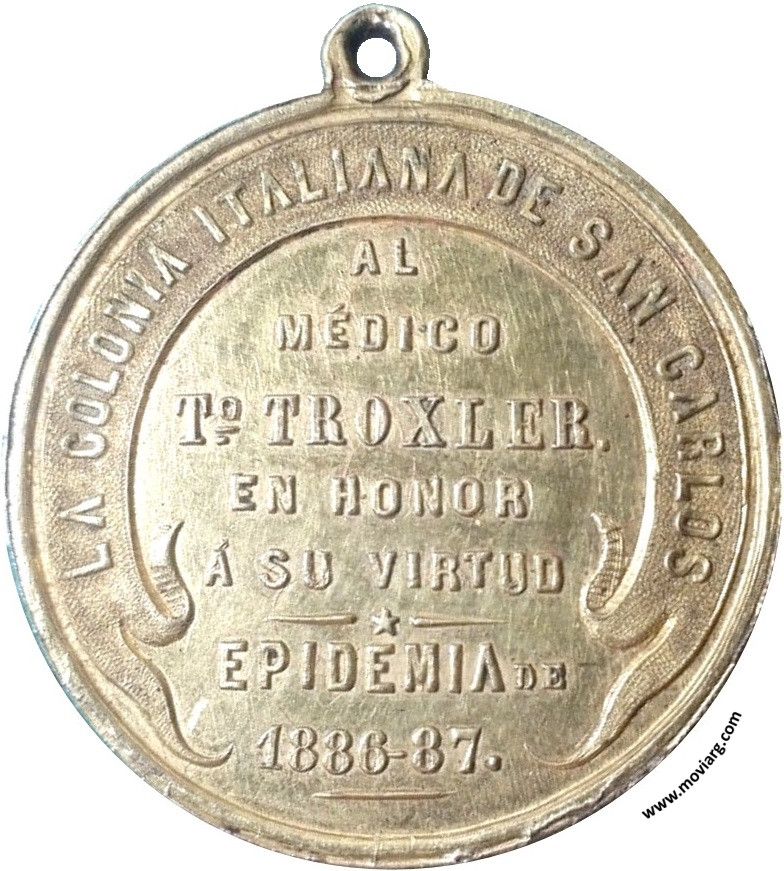 LA COLONIA ITALIANA DE SAN CARLOS
AL
MÉDICO
Tº TROXLER.
EN HONOR
Á SU VIRTUD
EPIDEMIA DE
1886-87.
www.moviarg.com